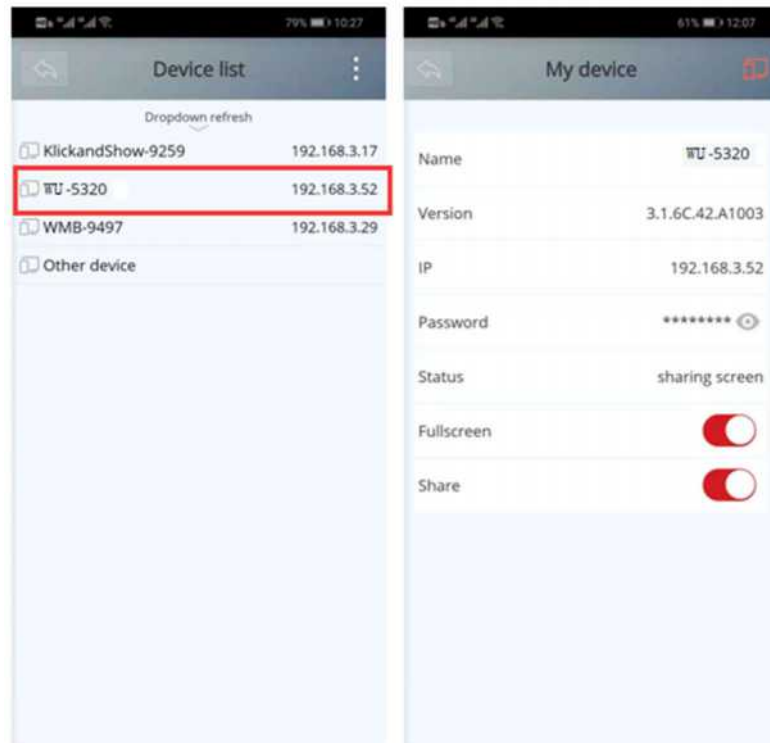 79% 10:27
Device list
Dropdown refresh
KlickandShow-9259 192.168.3.17
WU-5320 192.168.3.52
WMB-9497 192.168.3.29
Other device
61% 12:07
My device
Name WU-5320
Version 3.1.6C.42.A1003
IP 192.168.3.52
Password ********
Status sharing screen
Fullscreen
Share